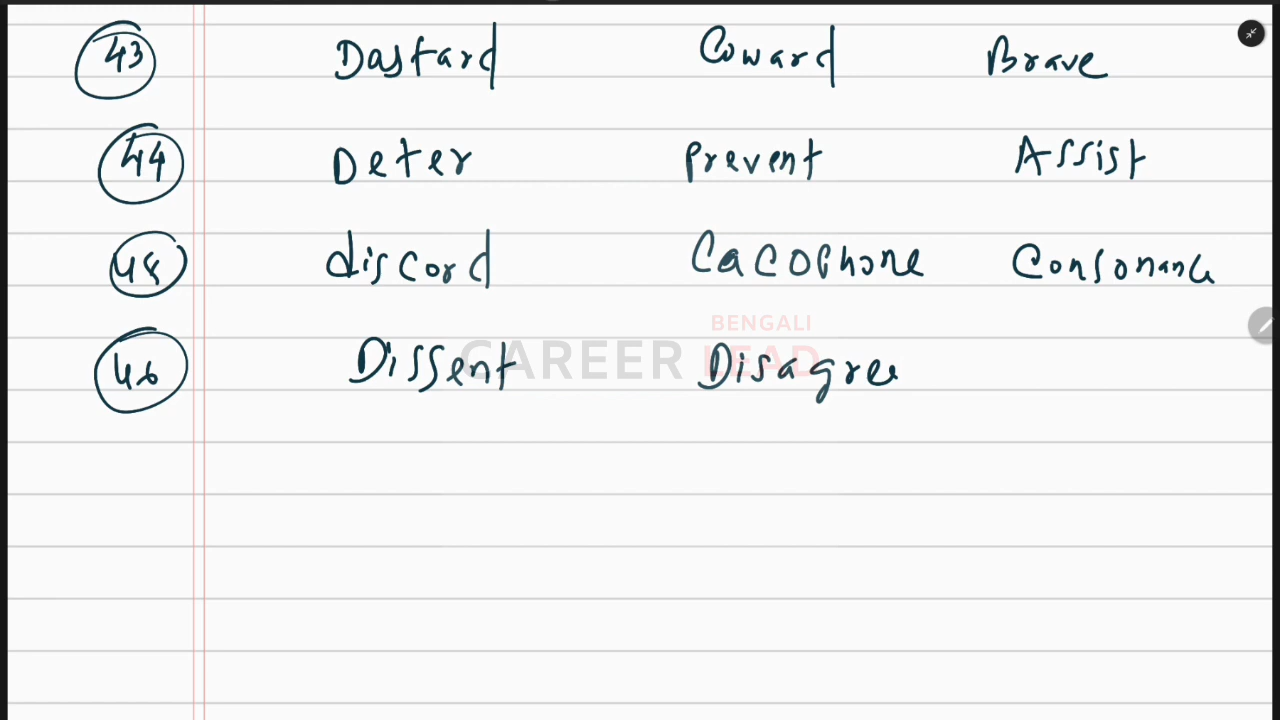 43 Dastard Coward Brave
44 Deter Prevent Assist
45 discord Cacophone Consonance
46 Dissent Disagree
BENGALI
CAREER LEAD